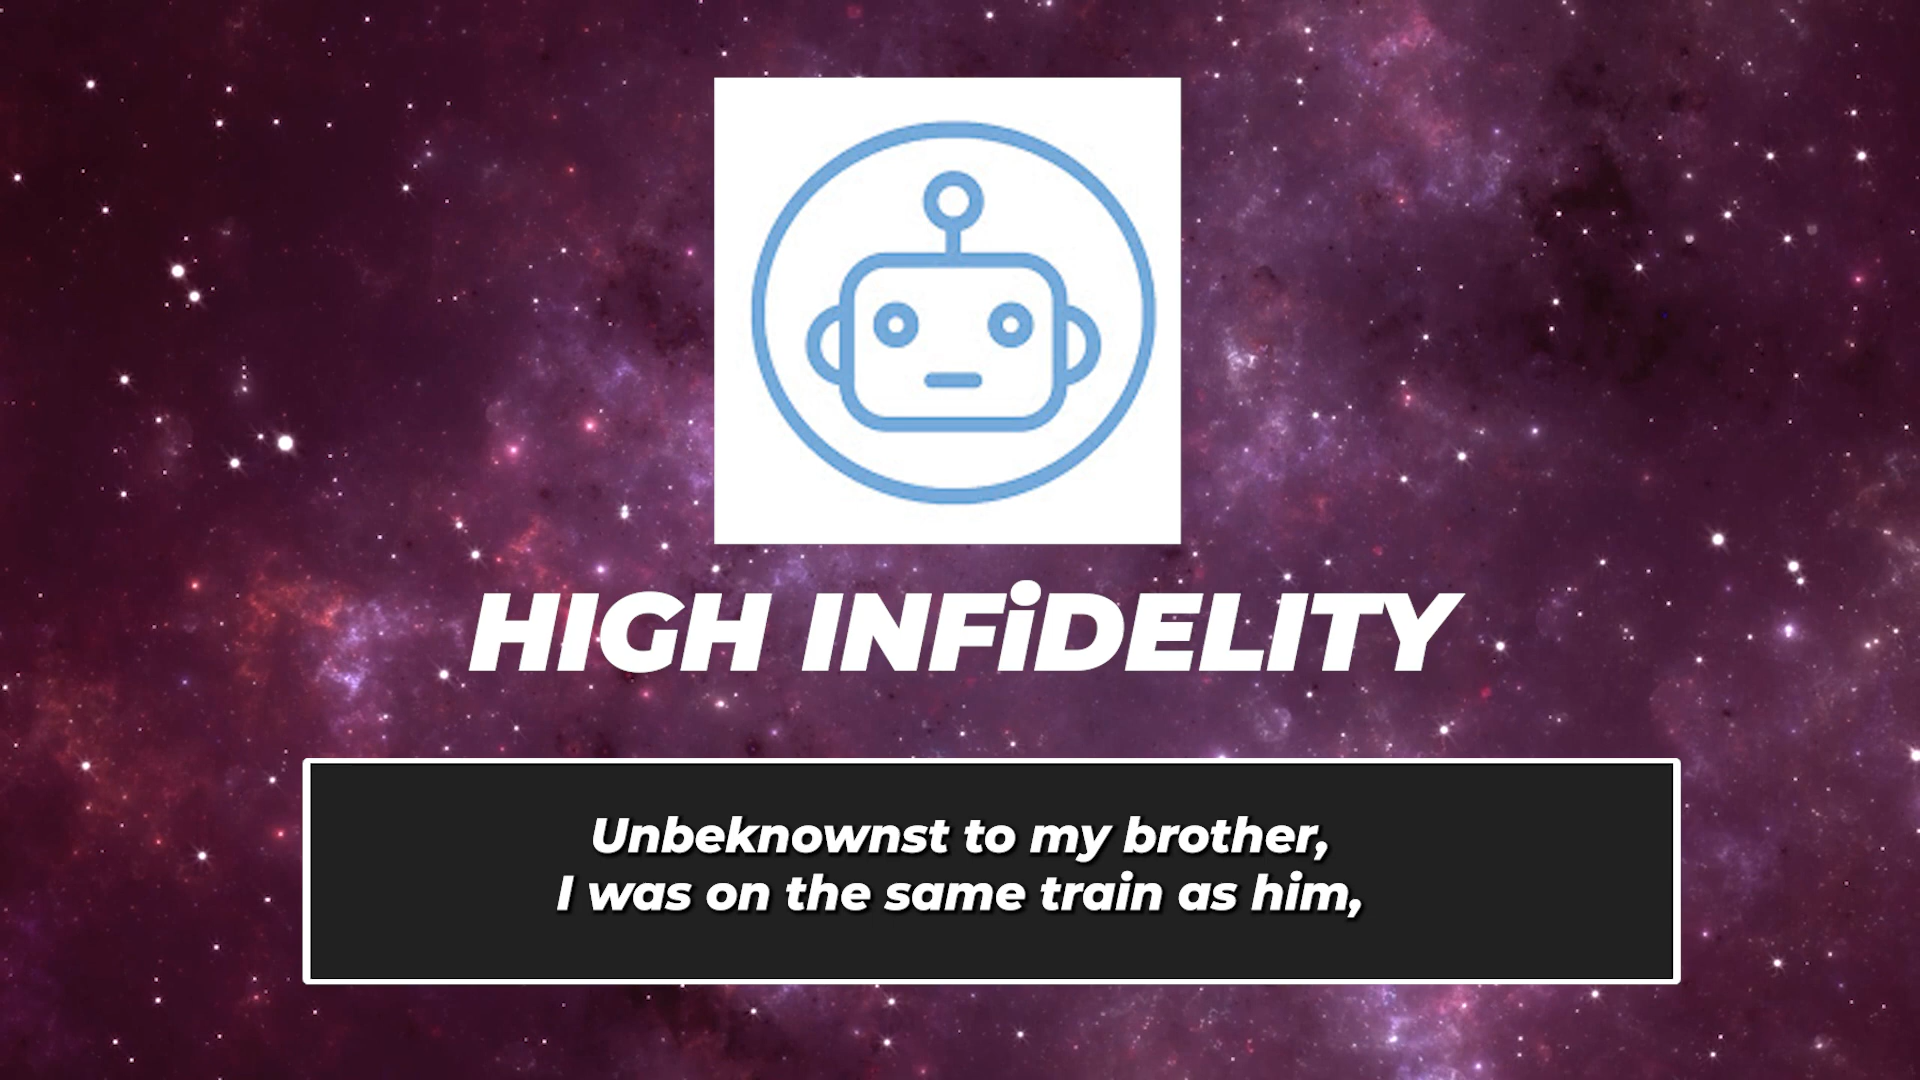 HIGH INFiDELITY
Unbeknownst to my brother,
I was on the same train as him,